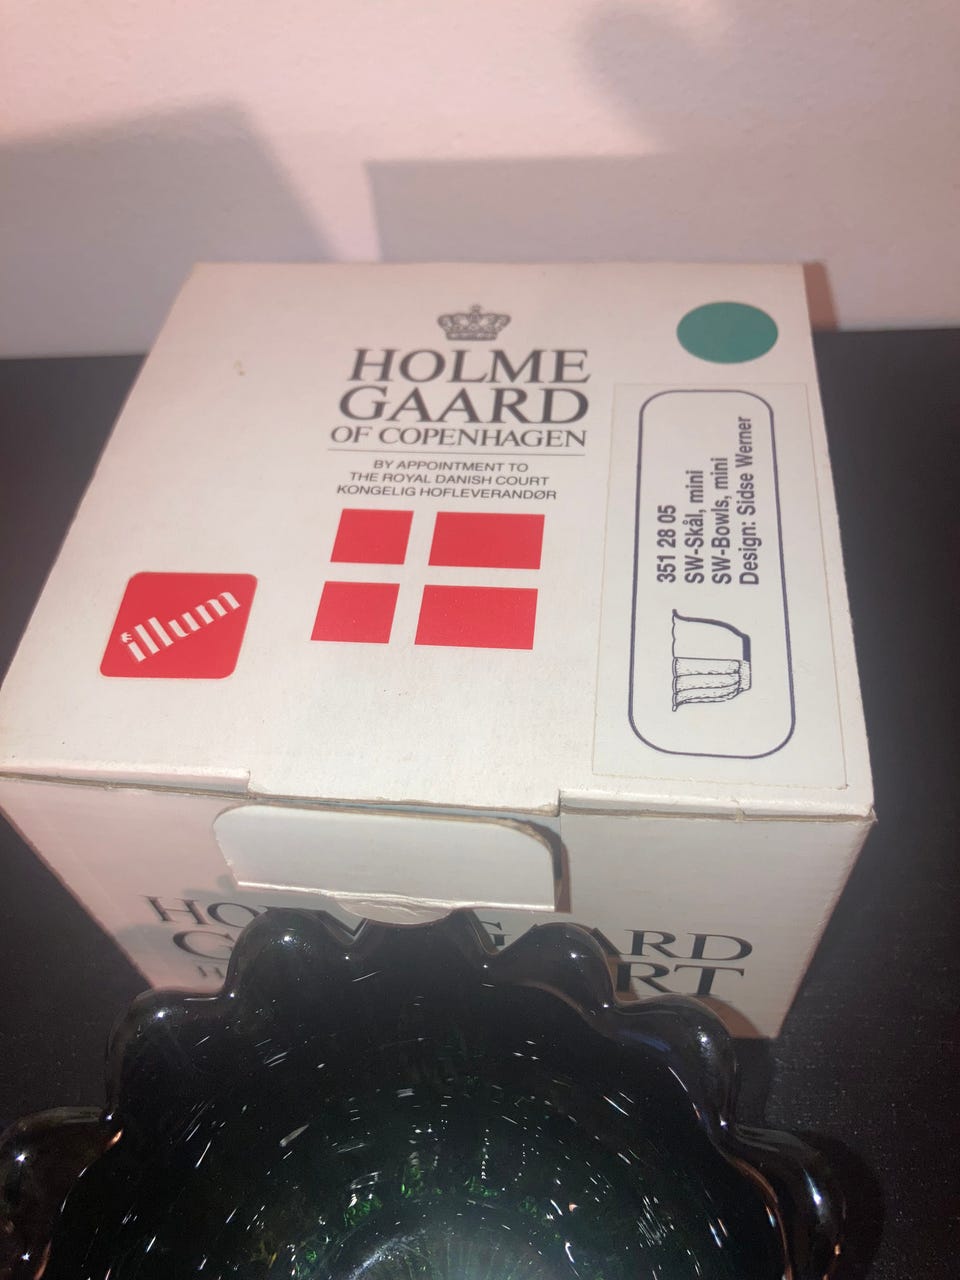 HOLME
GAARD
OF COPENHAGEN
BY APPOINTMENT TO
THE ROYAL DANISH COURT
KONGELIG HOFLEVERANDØR
illum
351 28 05
SW-Skål, mini
SW-Bowls, mini
Design: Sidse Werner